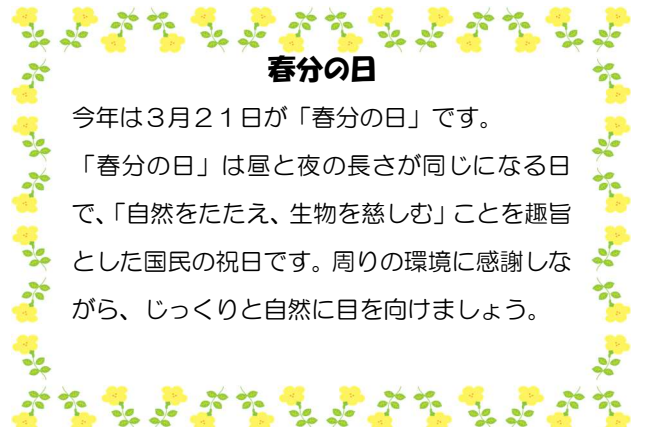 春分の日
今年は３月２１日が「春分の日」です。
「春分の日」は昼と夜の長さが同じになる日
で、「自然をたたえ、生物を慈しむ」ことを趣旨
とした国民の祝日です。周りの環境に感謝しな
がら、じっくりと自然に目を向けましょう。